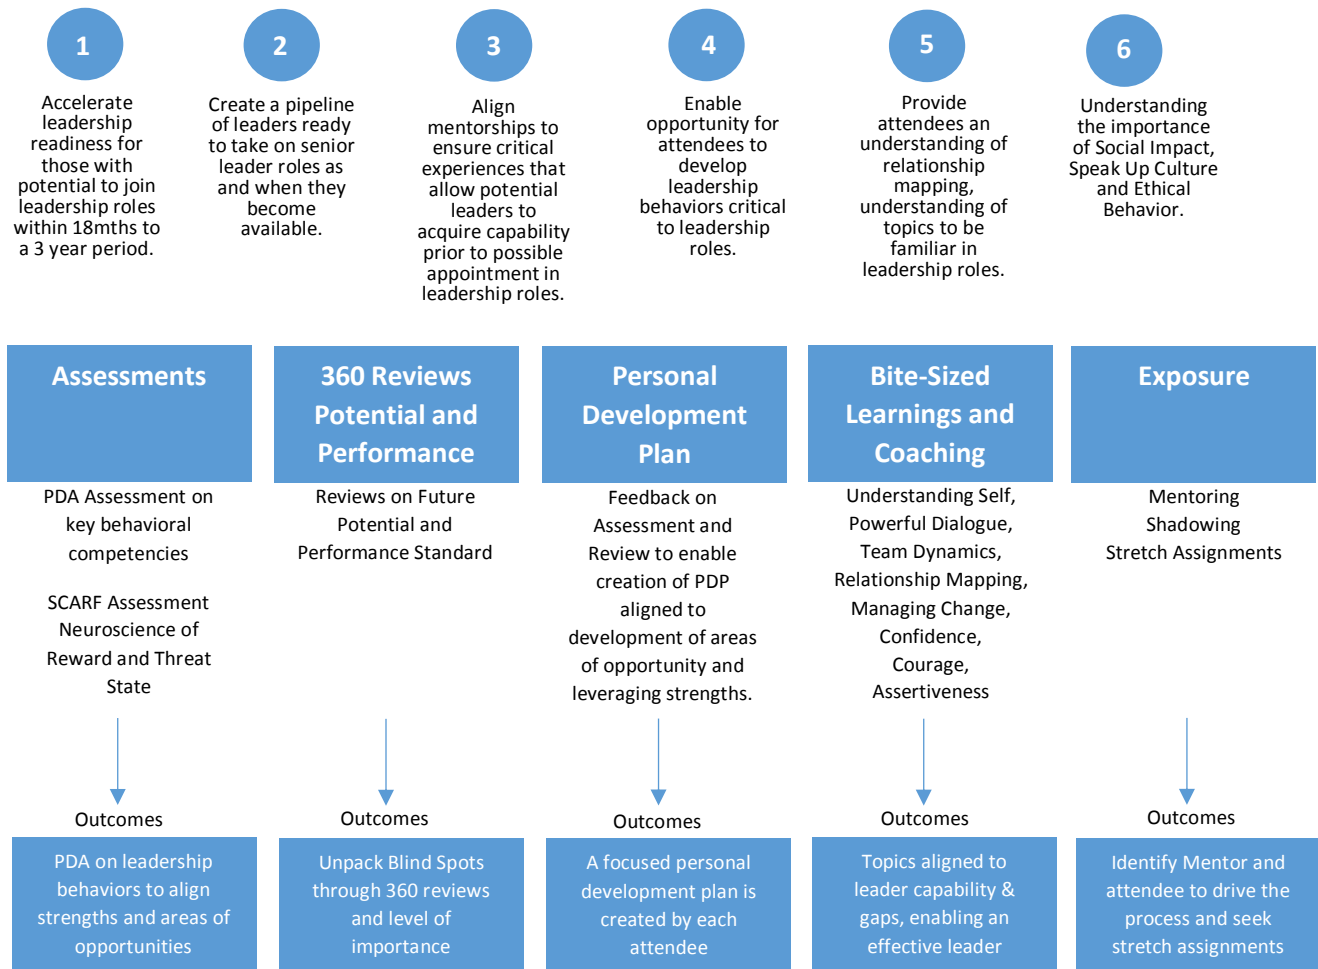 1
Accelerate
leadership
readiness for
those with
potential to join
leadership roles
within 18mths to
a 3 year period.
2
Create a pipeline
of leaders ready
to take on senior
leader roles as
and when they
become
available.
3
Align
mentorships to
ensure critical
experiences that
allow potential
leaders to
acquire capability
prior to possible
appointment in
leadership roles.
4
Enable
opportunity for
attendees to
develop
leadership
behaviors critical
to leadership
roles.
5
Provide
attendees an
understanding of
relationship
mapping,
understanding of
topics to be
familiar in
leadership roles.
6
Understanding
the importance
of Social Impact,
Speak Up Culture
and Ethical
Behavior.
Assessments
PDA Assessment on
key behavioral
competencies
SCARF Assessment
Neuroscience of
Reward and Threat
State
Outcomes
PDA on leadership
behaviors to align
strengths and areas of
opportunities
360 Reviews
Potential and
Performance
Reviews on Future
Potential and
Performance Standard
Outcomes
Unpack Blind Spots
through 360 reviews
and level of
importance
Personal
Development
Plan
Feedback on
Assessment and
Review to enable
creation of PDP
aligned to
development of areas
of opportunity and
leveraging strengths.
Outcomes
A focused personal
development plan is
created by each
attendee
Bite-Sized
Learnings and
Coaching
Understanding Self,
Powerful Dialogue,
Team Dynamics,
Relationship Mapping,
Managing Change,
Confidence,
Courage,
Assertiveness
Outcomes
Topics aligned to
leader capability &
gaps, enabling an
effective leader
Exposure
Mentoring
Shadowing
Stretch Assignments
Outcomes
Identify Mentor and
attendee to drive the
process and seek
stretch assignments